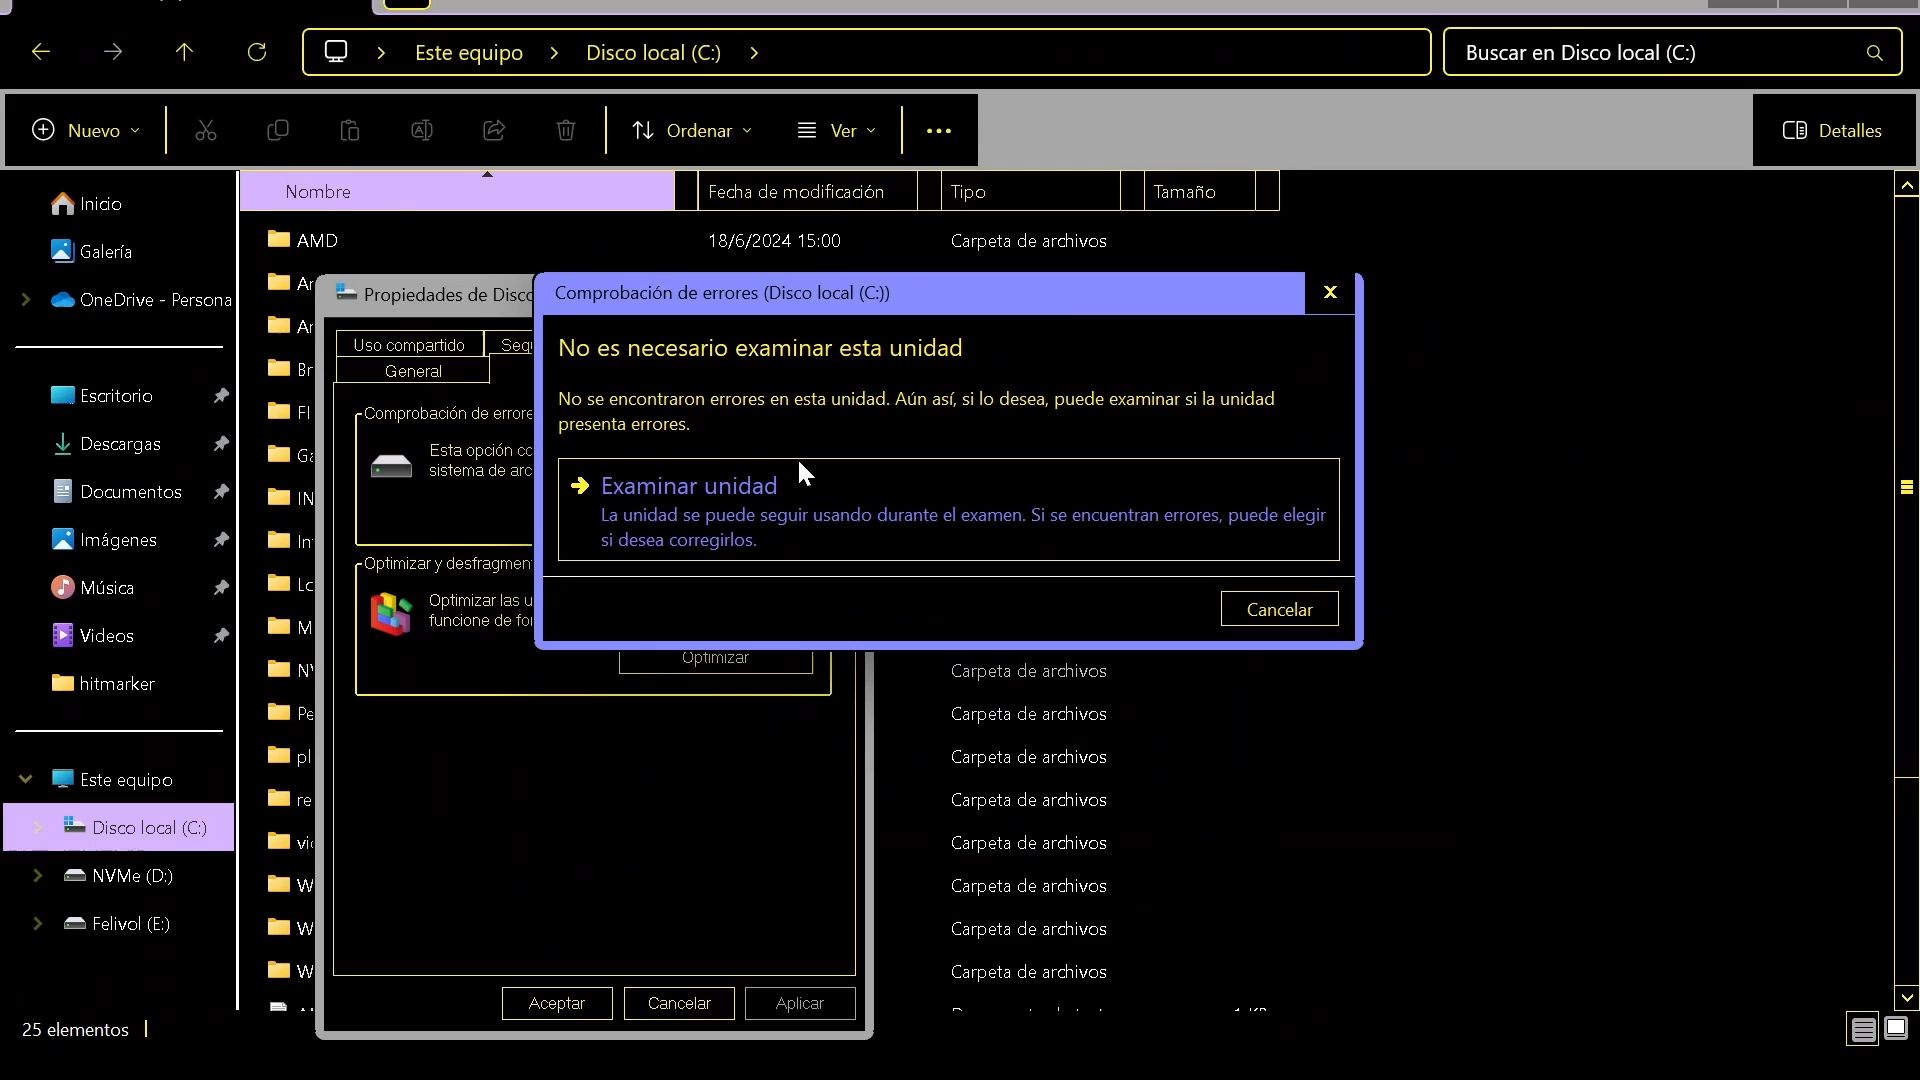 Este equipo
Disco local (C:)
Buscar en Disco local (C:)
Nuevo
Ordenar
Ver
Detalles
Nombre
Fecha de modificación
Tipo
Tamaño
Inicio
Galería
OneDrive - Persona
Escritorio
Descargas
Documentos
Imágenes
Música
Videos
hitmarker
Este equipo
Disco local (C:)
NVMe (D:)
Felivol (E:)
AMD
18/6/2024 15:00
Carpeta de archivos
Propiedades de Disco
Uso compartido
General
Comprobación de errore
Esta opción co
sistema de arc
Optimizar y desfragmen
Optimizar las u
funcione de fo
Optimizar
Aceptar
Cancelar
Aplicar
Comprobación de errores (Disco local (C:))
X
No es necesario examinar esta unidad
No se encontraron errores en esta unidad. Aún así, si lo desea, puede examinar si la unidad
presenta errores.
Examinar unidad
La unidad se puede seguir usando durante el examen. Si se encuentran errores, puede elegir
si desea corregirlos.
Cancelar
Carpeta de archivos
Carpeta de archivos
Carpeta de archivos
Carpeta de archivos
Carpeta de archivos
Carpeta de archivos
Carpeta de archivos
Carpeta de archivos
25 elementos